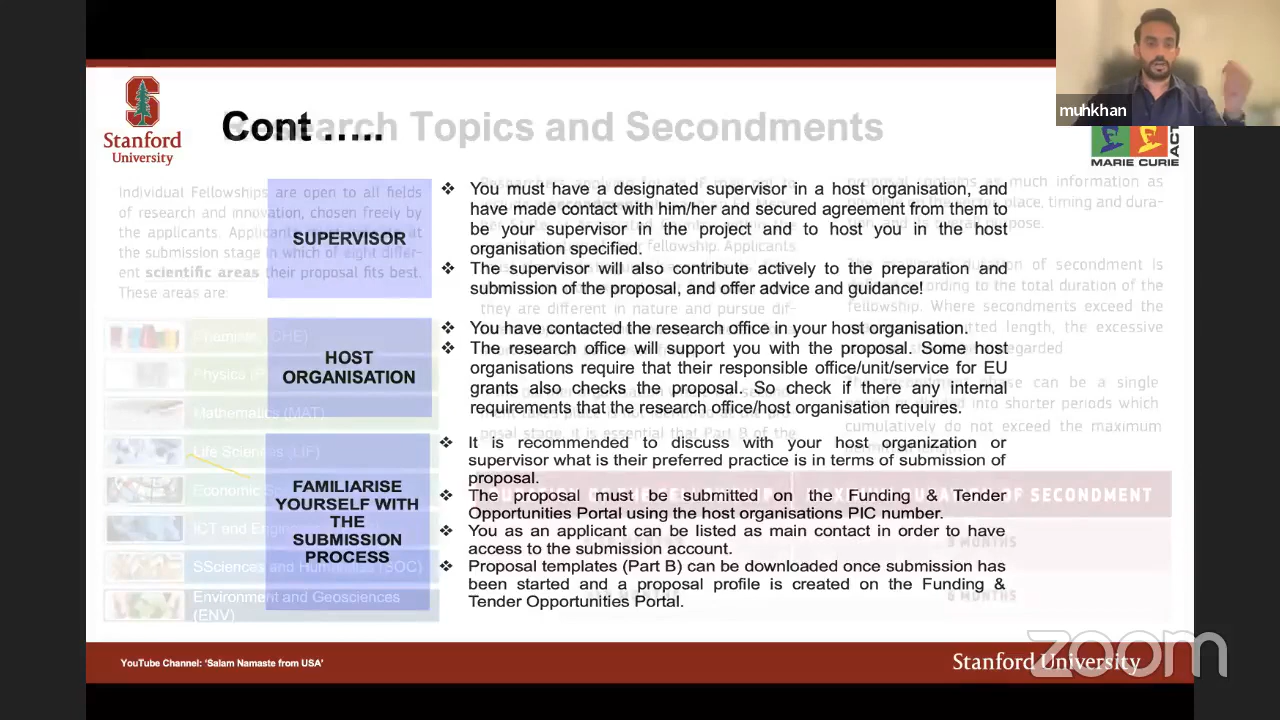 muhkhan
Stanford
University
Cont …..
Research Topics and Secondments
MARIE CURIE
ACT
SUPERVISOR
❖ You must have a designated supervisor in a host organisation, and
have made contact with him/her and secured agreement from them to
be your supervisor in the project and to host you in the host
organisation specified.
❖ The supervisor will also contribute actively to the preparation and
submission of the proposal, and offer advice and guidance!
HOST
ORGANISATION
❖ You have contacted the research office in your host organisation.
❖ The research office will support you with the proposal. Some host
organisations require that their responsible office/unit/service for EU
grants also checks the proposal. So check if there any internal
requirements that the research office/host organisation requires.
FAMILIARISE
YOURSELF WITH
THE
SUBMISSION
PROCESS
❖ It is recommended to discuss with your host organization or
supervisor what is their preferred practice is in terms of submission of
proposal.
❖ The proposal must be submitted on the Funding & Tender
Opportunities Portal using the host organisations PIC number.
❖ You as an applicant can be listed as main contact in order to have
access to the submission account.
❖ Proposal templates (Part B) can be downloaded once submission has
been started and a proposal profile is created on the Funding &
Tender Opportunities Portal.
Individual Fellowships are open to all fields
of research and innovation, chosen freely by
the applicants.
the submission stage in which of eight differ-
ent scientific areas their proposal fits best.
These areas are:
Chemistry (CHE)
Physics
Mathematics (MAT)
Life Sciences (LIF)
Economic
ICT and Engineering
SSciences and Humanities (SOC)
Environment and Geosciences
(ENV)
they are different in nature and pursue dif-
posal stage, it is essential that Part B of the
as much information as
place, timing and dura-
of secondment is
according to the total duration of the
fellowship. Where secondments exceed the
length, the excessive
can be a single
into shorter periods which
cumulatively do not exceed the maximum
OF SECONDMENT
6 MONTHS
YouTube Channel: 'Salam Namaste from USA'
Stanford University
zoom